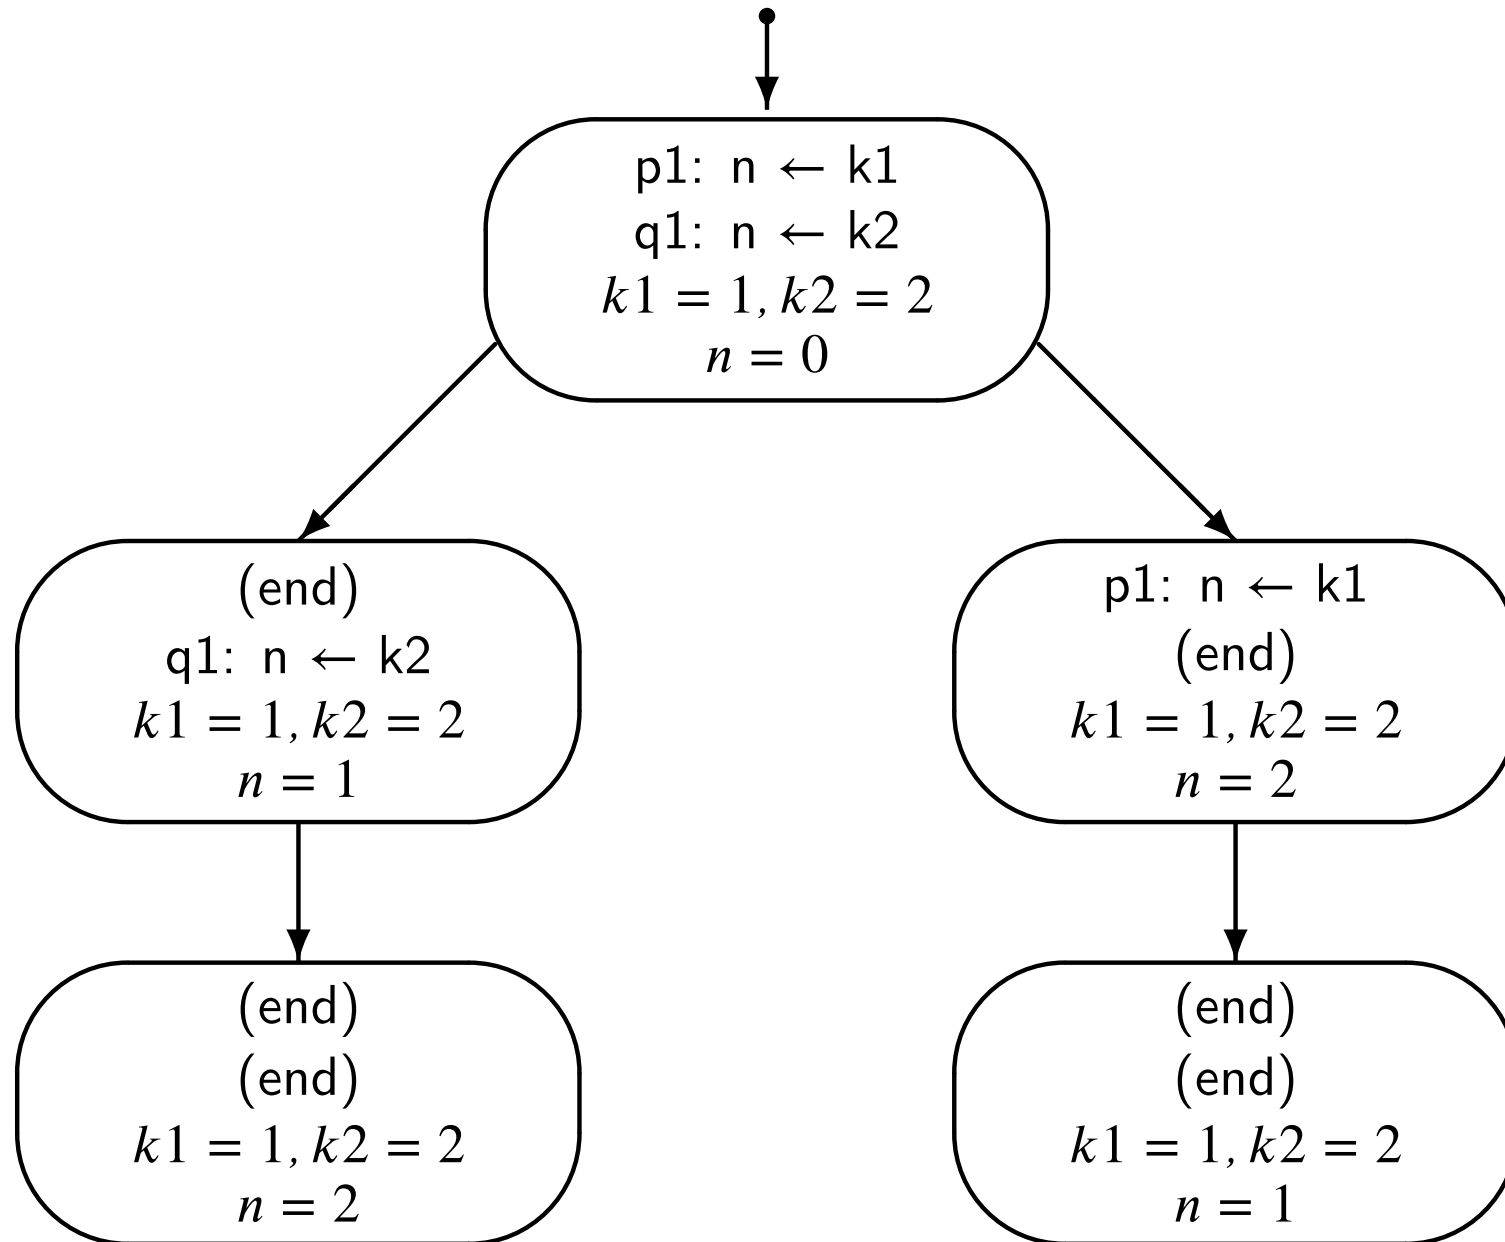 p1: n ← k1
q1: n ← k2
k1 = 1, k2 = 2
n = 0
(end)
q1: n ← k2
k1 = 1, k2 = 2
n = 1
p1: n ← k1
(end)
k1 = 1, k2 = 2
n = 2
(end)
(end)
k1 = 1, k2 = 2
n = 2
(end)
(end)
k1 = 1, k2 = 2
n = 1